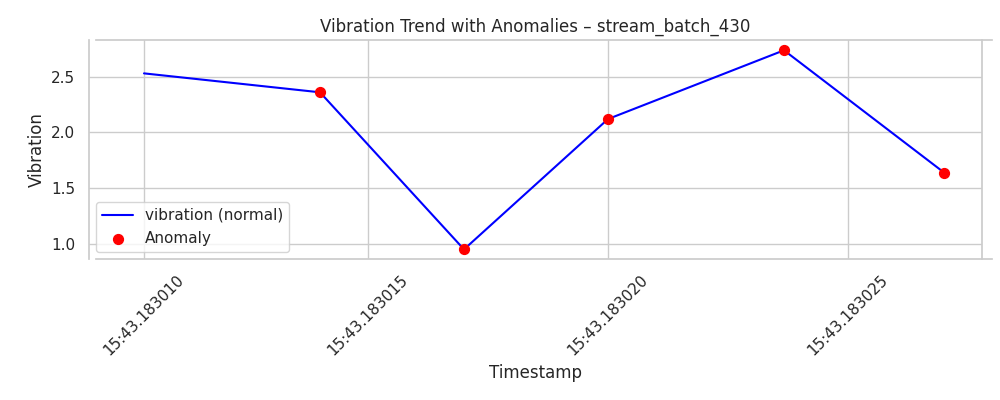 Vibration Trend with Anomalies – stream_batch_430
Vibration
2.5
2.0
1.5
1.0
vibration (normal)
Anomaly
15:43.183010
15:43.183015
15:43.183020
15:43.183025
Timestamp